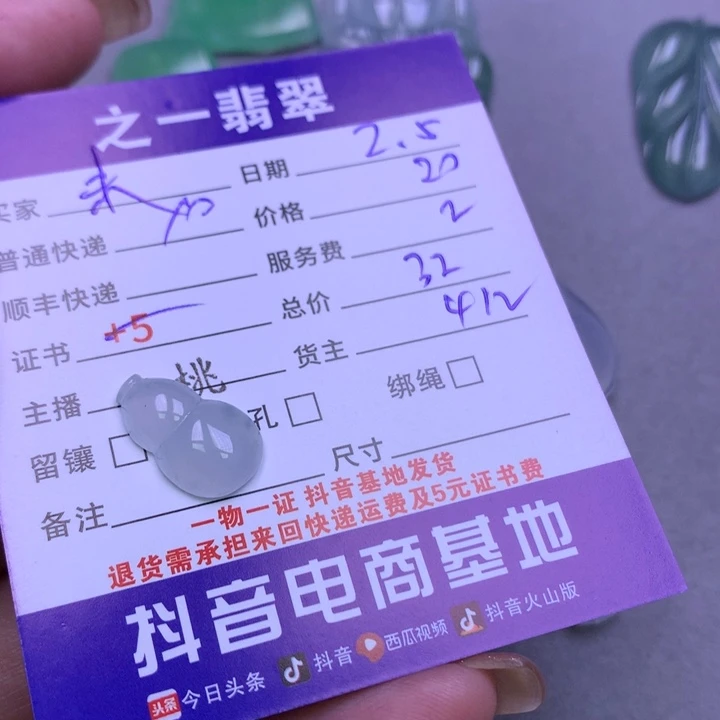 之一翡翠
买家 日期 2.5
普通快递 价格 20
顺丰快递 服务费 2
证书 +5 总价 32
主播 桃 货主 412
留镶 孔 绑绳
备注 尺寸
一物一证 抖音基地发货
退货需承担来回快递运费及5元证书费
抖音电商基地
头条 今日头条 抖音 西瓜视频 抖音火山版